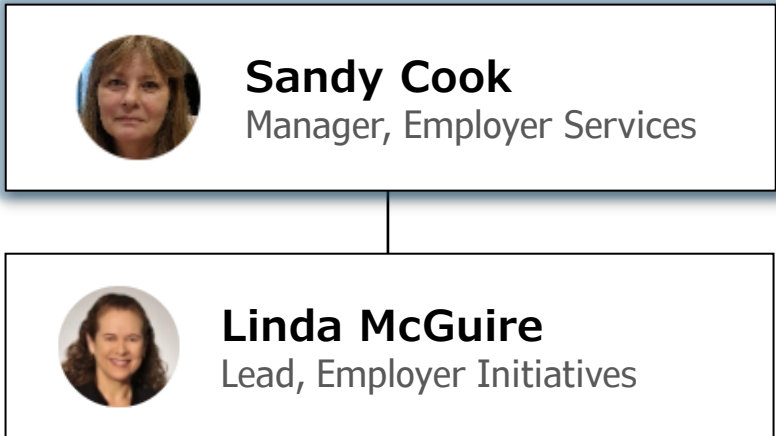 Sandy Cook
Manager, Employer Services
Linda McGuire
Lead, Employer Initiatives